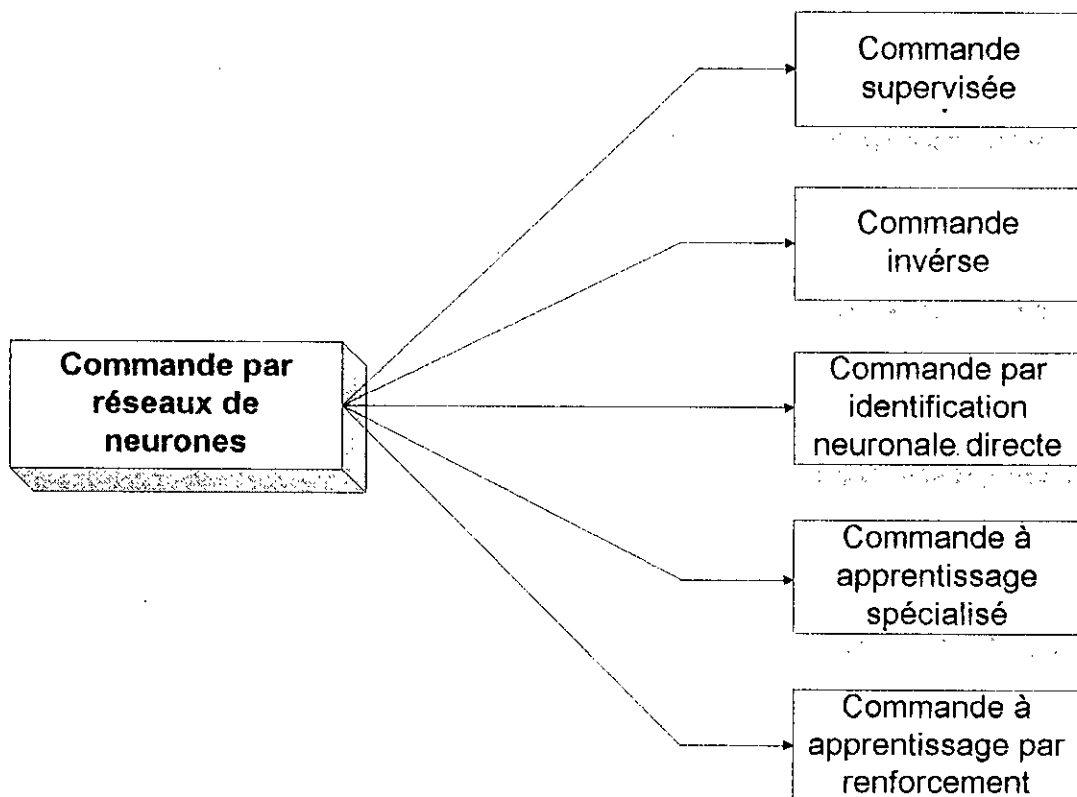 Commande
supervisée
Commande
invérse
Commande par
réseaux de
neurones
Commande par
identification
neuronale directe
Commande à
apprentissage
spécialisé
Commande à
apprentissage par
renforcement